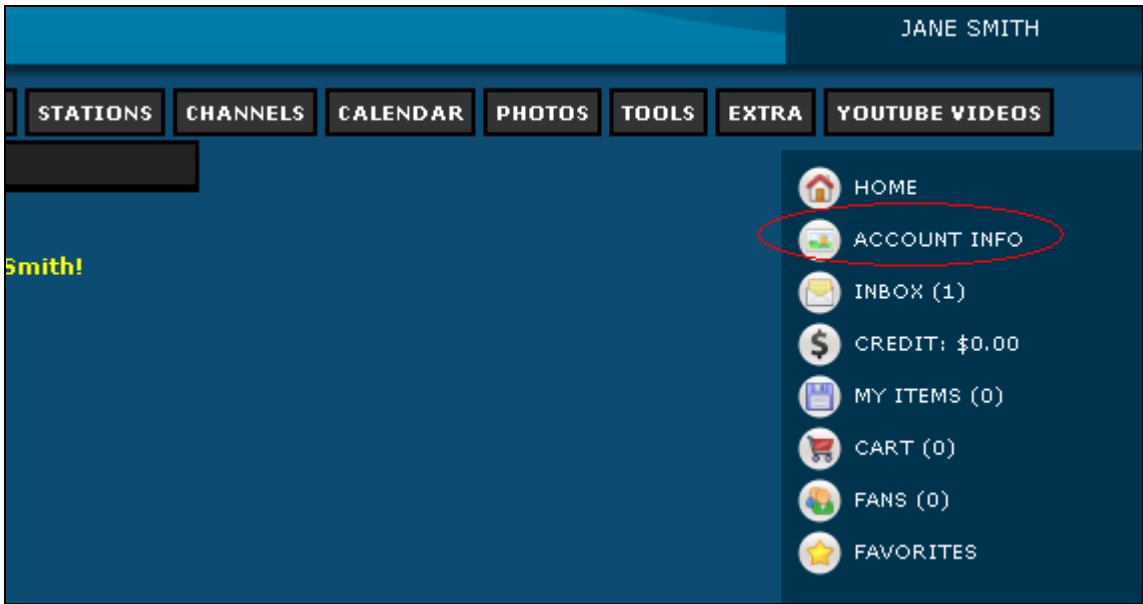 JANE SMITH
STATIONS CHANNELS CALENDAR PHOTOS TOOLS EXTRA YOUTUBE VIDEOS
HOME
ACCOUNT INFO
Smith!
INBOX (1)
CREDIT: $0.00
MY ITEMS (0)
CART (0)
FANS (0)
FAVORITES